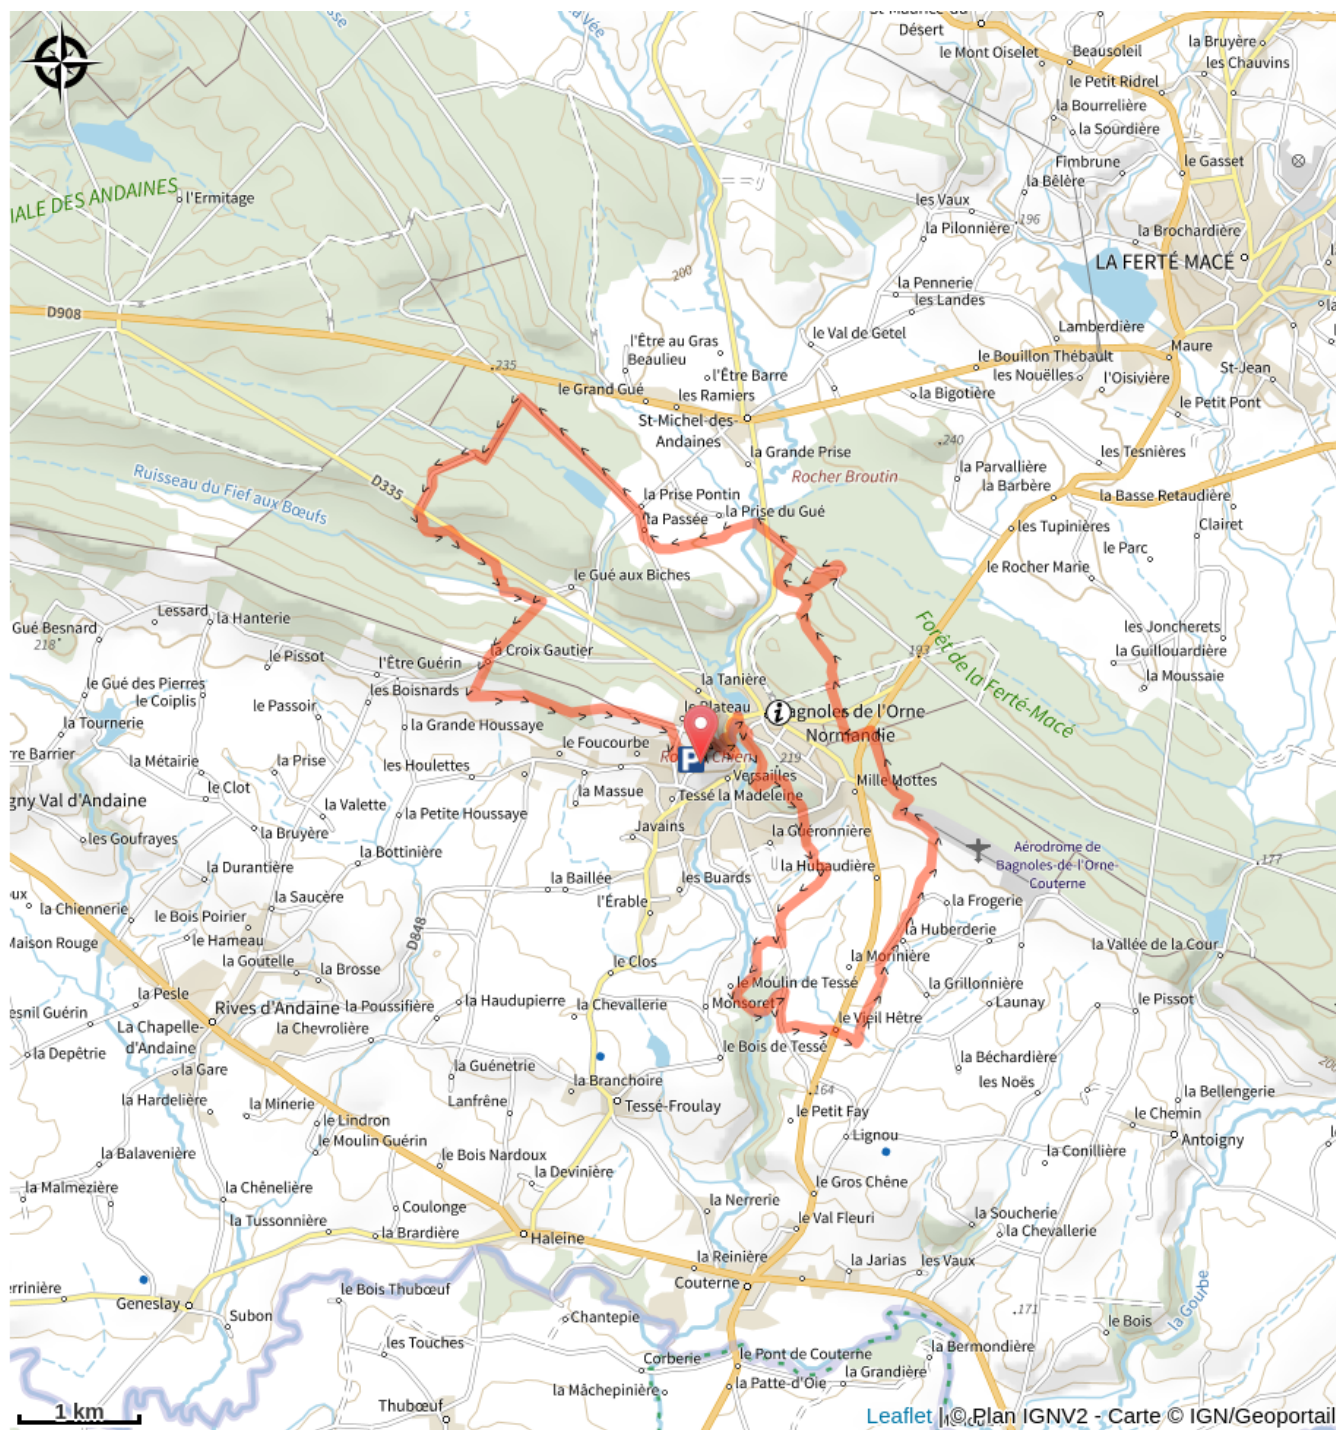 la Vée
St-Maurice-du-
Désert
le Mont Oiselet
Beausoleil
la Bruyère
les Chauvins
le Petit Ridrel
la Bourrelière
la Sourdière
Fimbrune
le Gasset
la Bêlère
IALE DES ANDAINES
l'Ermitage
les Vaux
196
la Pilonnière
la Brochardière
LA FERTÉ MACÉ
200
la Pennerie
les Landes
D908
Lamberdière
le Val de Getel
l'Être au Gras
Beaulieu
Maure
le Bouillon Thébault
235
l'Être Barre
les Nouëlles
l'Oisivière
St-Jean
le Grand Gué
les Ramiers
la Bigotière
le Petit Pont
St-Michel-des-
Andaines
240
la Grande Prise
les Tesnières
la Parvallière
Rocher Broutin
la Barbère
Ruisseau du Fief aux Bœufs
D335
la Prise Pontin
la Basse Retaudière
la Passée
la Prise du Gué
les Tupinières
Clairet
le Parc
le Rocher Marie
le Gué aux Biches
Lessard
la Hanterie
Gué Besnard
218
les Joncherets
Forêt de la Ferté-Macé
la Guillouardière
193
la Croix Gautier
le Pissot
l'Être Guérin
la Moussaie
le Gué des Pierres
le Coiplis
les Boisnards
la Tanière
le Passoir
le Plateau
Bagnoles de l'Orne
Normandie
la Tournerie
la Grande Houssaye
rre Barrier
le Foucourbe
219
la Métairie
la Prise
les Houlettes
Versailles
Mille Mottes
le Clot
la Massue
Tessé la Madeleine
gny Val d'Andaine
la Valette
la Petite Houssaye
Javains
la Guéronnière
les Goufrayes
la Bruyère
la Bottinière
Aérodrome de
Bagnoles-de-l'Orne-
Couterne
la Hubaudière
177
la Durantière
la Baillée
les Buards
la Saucère
l'Érable
la Frogerie
la Chiennerie
le Bois Poirier
D848
la Huberderie
Maison Rouge
le Hameau
la Vallée de la Cour
la Goutelle
la Brosse
le Clos
la Morinière
le Moulin de Tessé
la Grillonnière
la Pesle
Rives d'Andaine
la Poussifière
la Haudupierre
la Chevallerie
Monsoret
Launay
le Pissot
esnil Guérin
le Vieil Hêtre
La Chapelle-
d'Andaine
la Chevrolière
le Bois de Tessé
la Depêtrie
la Béchardière
la Gare
la Guénetrie
les Noës
la Branchoire
164
la Bellengerie
la Hardelière
la Minerie
Lanfrêne
Tessé-Froulay
le Petit Fay
le Chemin
le Lindron
le Moulin Guérin
Lignou
Antoigny
la Balavenière
le Bois Nardoux
la Conillière
la Devinière
la Malmezière
la Chênelière
le Gros Chêne
Coulonge
la Nerrerie
la Soucherie
la Tussonnière
le Val Fleuri
la Chevallerie
la Brardière
Haleine
la Reinière
la Jarias
les Vaux
la Gourbe
errinière
le Bois Thubœuf
Couterne
Geneslay
Subon
Chantepie
171
le Bois
les Touches
la Bermondière
Corberie
le Pont de Couterne
la Grandière
la Mâchepinière
la Patte-d'Oie
Thubœuf
1 km
Leaflet | © Plan IGNV2 - Carte © IGN/Geoportail